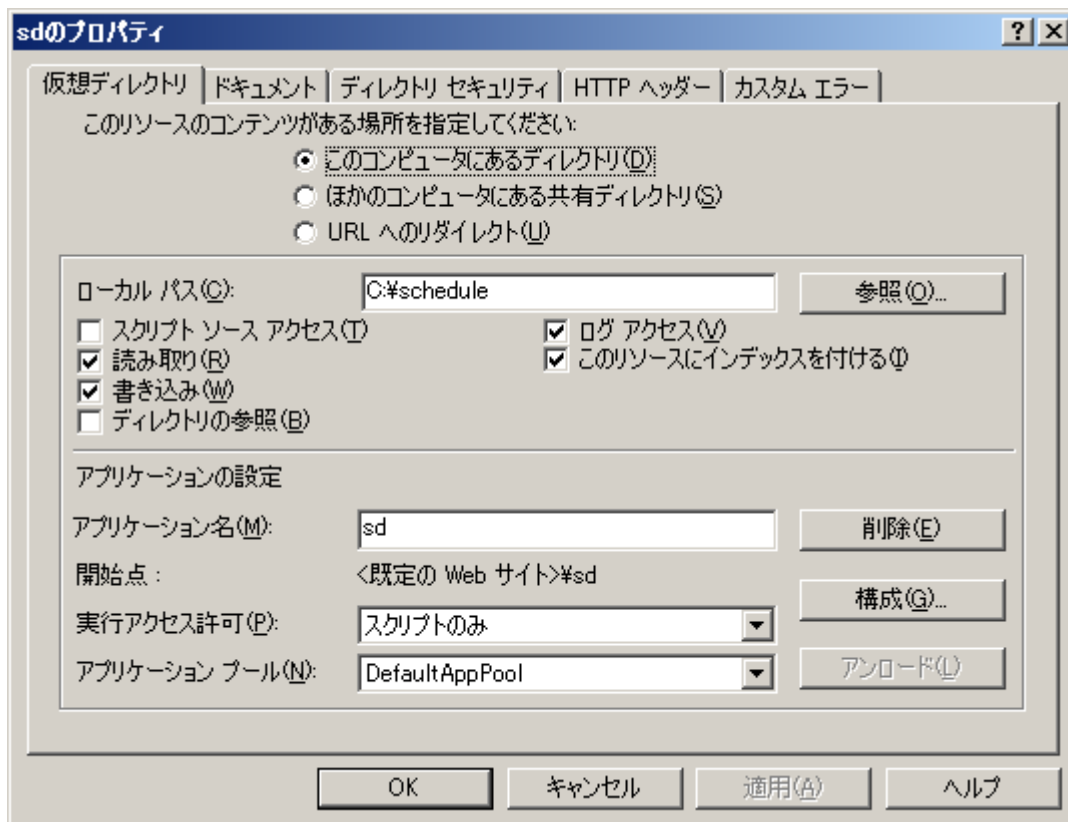 sdのプロパティ
仮想ディレクトリ ドキュメント ディレクトリ セキュリティ HTTP ヘッダー カスタム エラー
このリソースのコンテンツがある場所を指定してください:
このコンピュータにあるディレクトリ(D)
ほかのコンピュータにある共有ディレクトリ(S)
URL へのリダイレクト(U)
ローカル パス(C): C:¥schedule 参照(O)...
スクリプト ソース アクセス(T) ログ アクセス(V)
読み取り(R) このリソースにインデックスを付ける(I)
書き込み(W)
ディレクトリの参照(B)
アプリケーションの設定
アプリケーション名(M): sd 削除(E)
開始点: <既定の Web サイト>¥sd
構成(G)...
実行アクセス許可(P): スクリプトのみ
アプリケーション プール(N): DefaultAppPool アンロード(L)
OK キャンセル 適用(A) ヘルプ